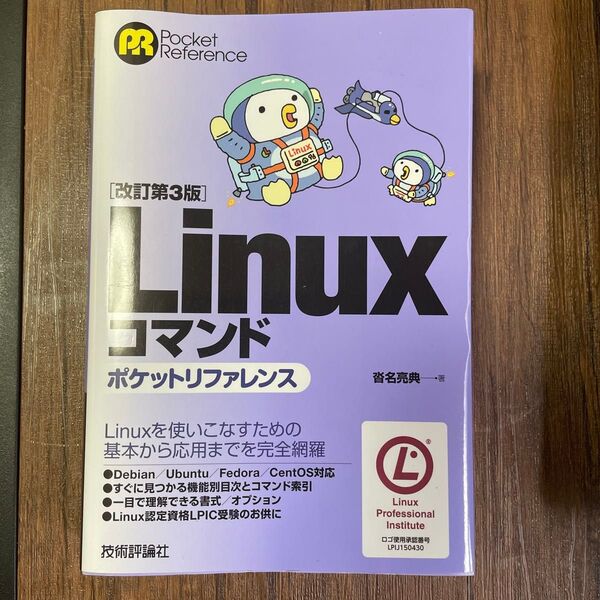 PR Pocket
Reference
Linux
[改訂第3版]
Linux
コマンド
ポケットリファレンス
沓名亮典──著
Linuxを使いこなすための
基本から応用までを完全網羅
●Debian／Ubuntu／Fedora／CentOS対応
●すぐに見つかる機能別目次とコマンド索引
●一目で理解できる書式／オプション
●Linux認定資格LPIC受験のお供に
技術評論社
Linux
Professional
Institute
ロゴ使用承認番号
LPIJ150430